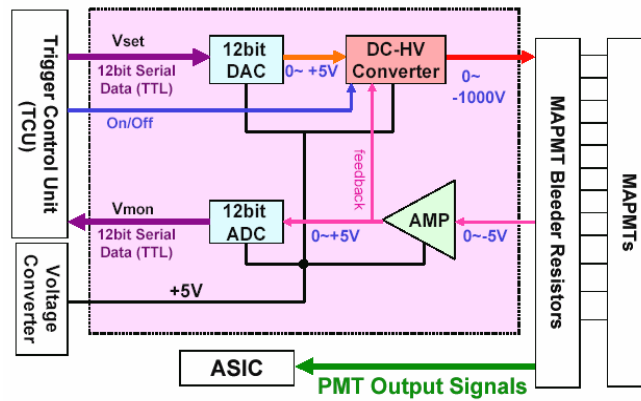 Trigger Control Unit
(TCU)
Vset
12bit Serial
Data (TTL)
12bit
DAC
0~ +5V
DC-HV
Converter
0~
-1000V
On/Off
feedback
Vmon
12bit Serial
Data (TTL)
12bit
ADC
0~+5V
AMP
0~-5V
MAPMT Bleeder Resistors
MAPMTs
Voltage
Converter
+5V
ASIC
PMT Output Signals